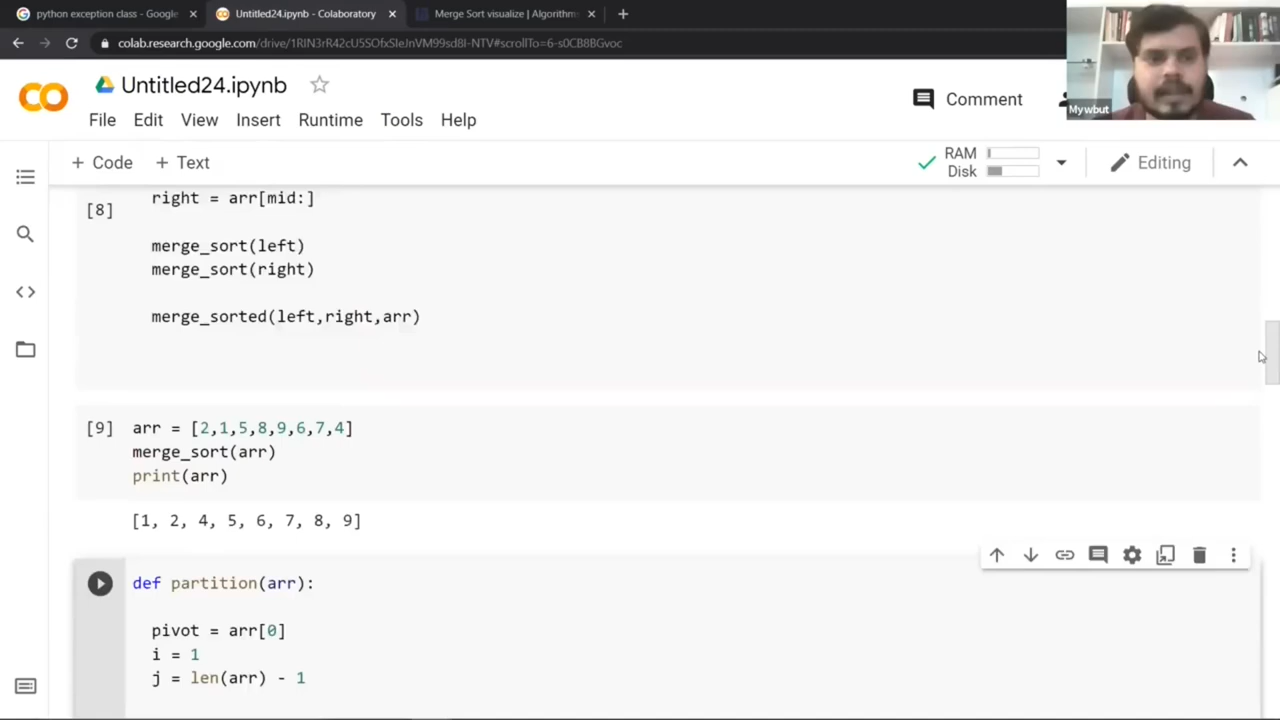 python exception class - Google
Untitled24.ipynb - Colaboratory
Merge Sort visualize | Algorithms
colab.research.google.com/drive/1RIN3rR42cU5SOfxSleJnVM99sd8I-NTV#scrollTo=6-s0CB8BGvoc
Mywbut
CO
Untitled24.ipynb
Comment
File Edit View Insert Runtime Tools Help
+ Code + Text
RAM
Disk
Editing
right = arr[mid:]
[8]
merge_sort(left)
merge_sort(right)
merge_sorted(left,right,arr)
[9] arr = [2,1,5,8,9,6,7,4]
merge_sort(arr)
print(arr)
[1, 2, 4, 5, 6, 7, 8, 9]
def partition(arr):
pivot = arr[0]
i = 1
j = len(arr) - 1